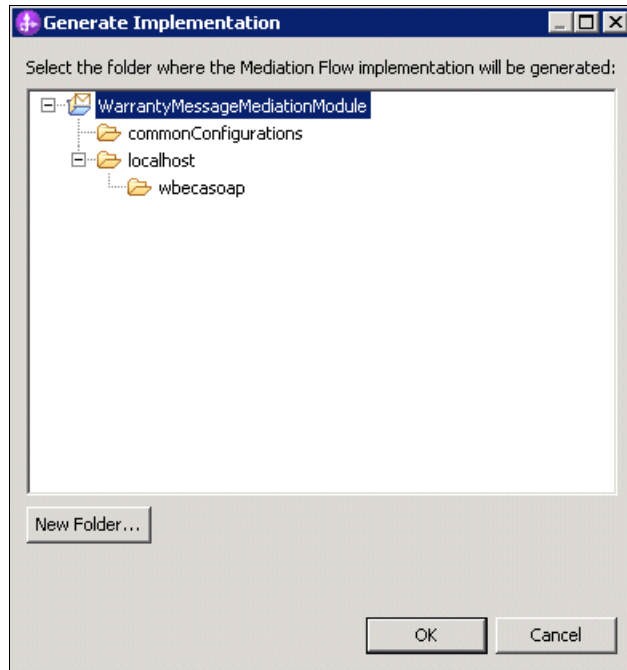 Generate Implementation
Select the folder where the Mediation Flow implementation will be generated:
WarrantyMessageMediationModule
commonConfigurations
localhost
wbecasoap
New Folder...
OK
Cancel